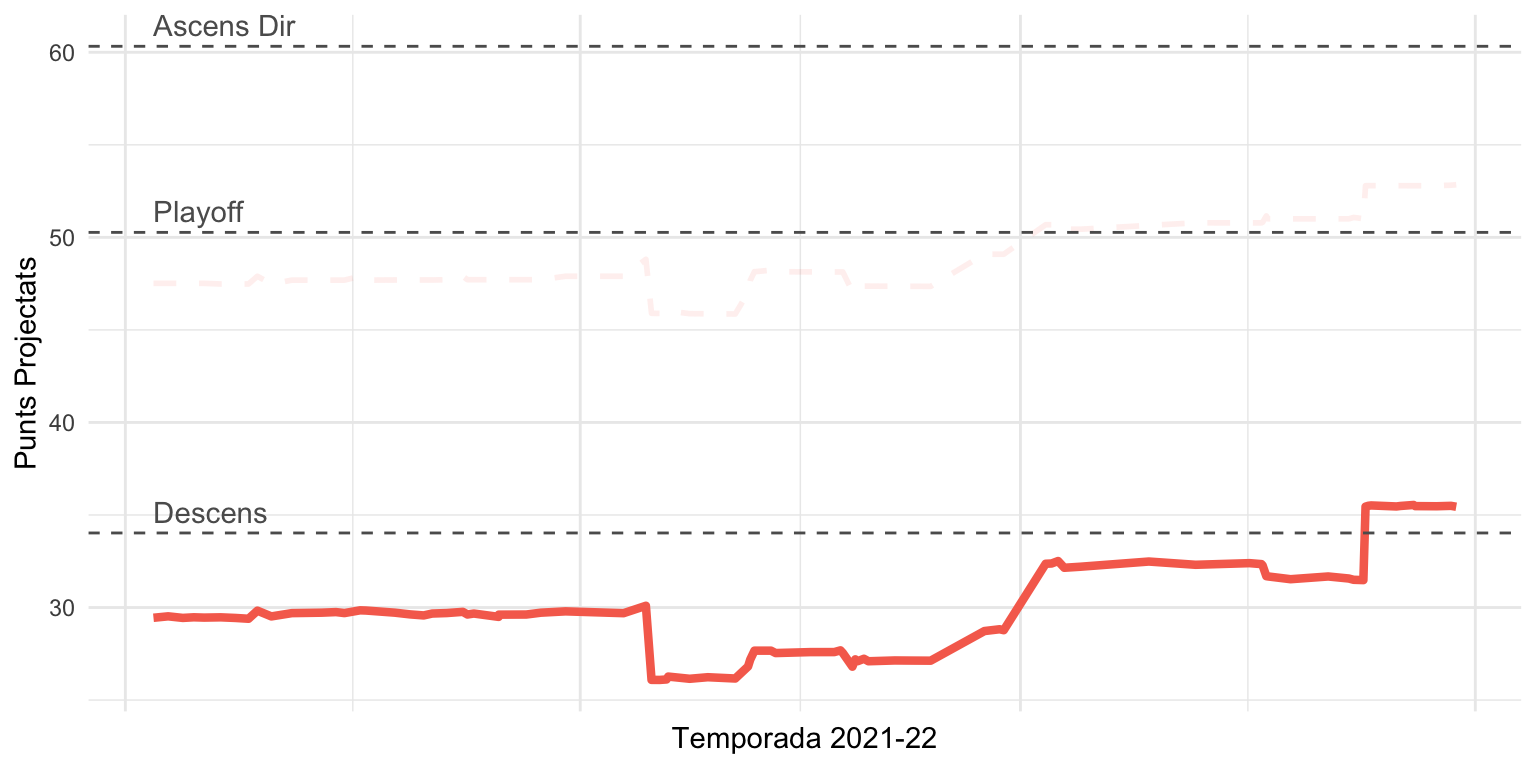 Ascens Dir
60
Playoff
50
Punts Projectats
40
Descens
30
Temporada 2021-22